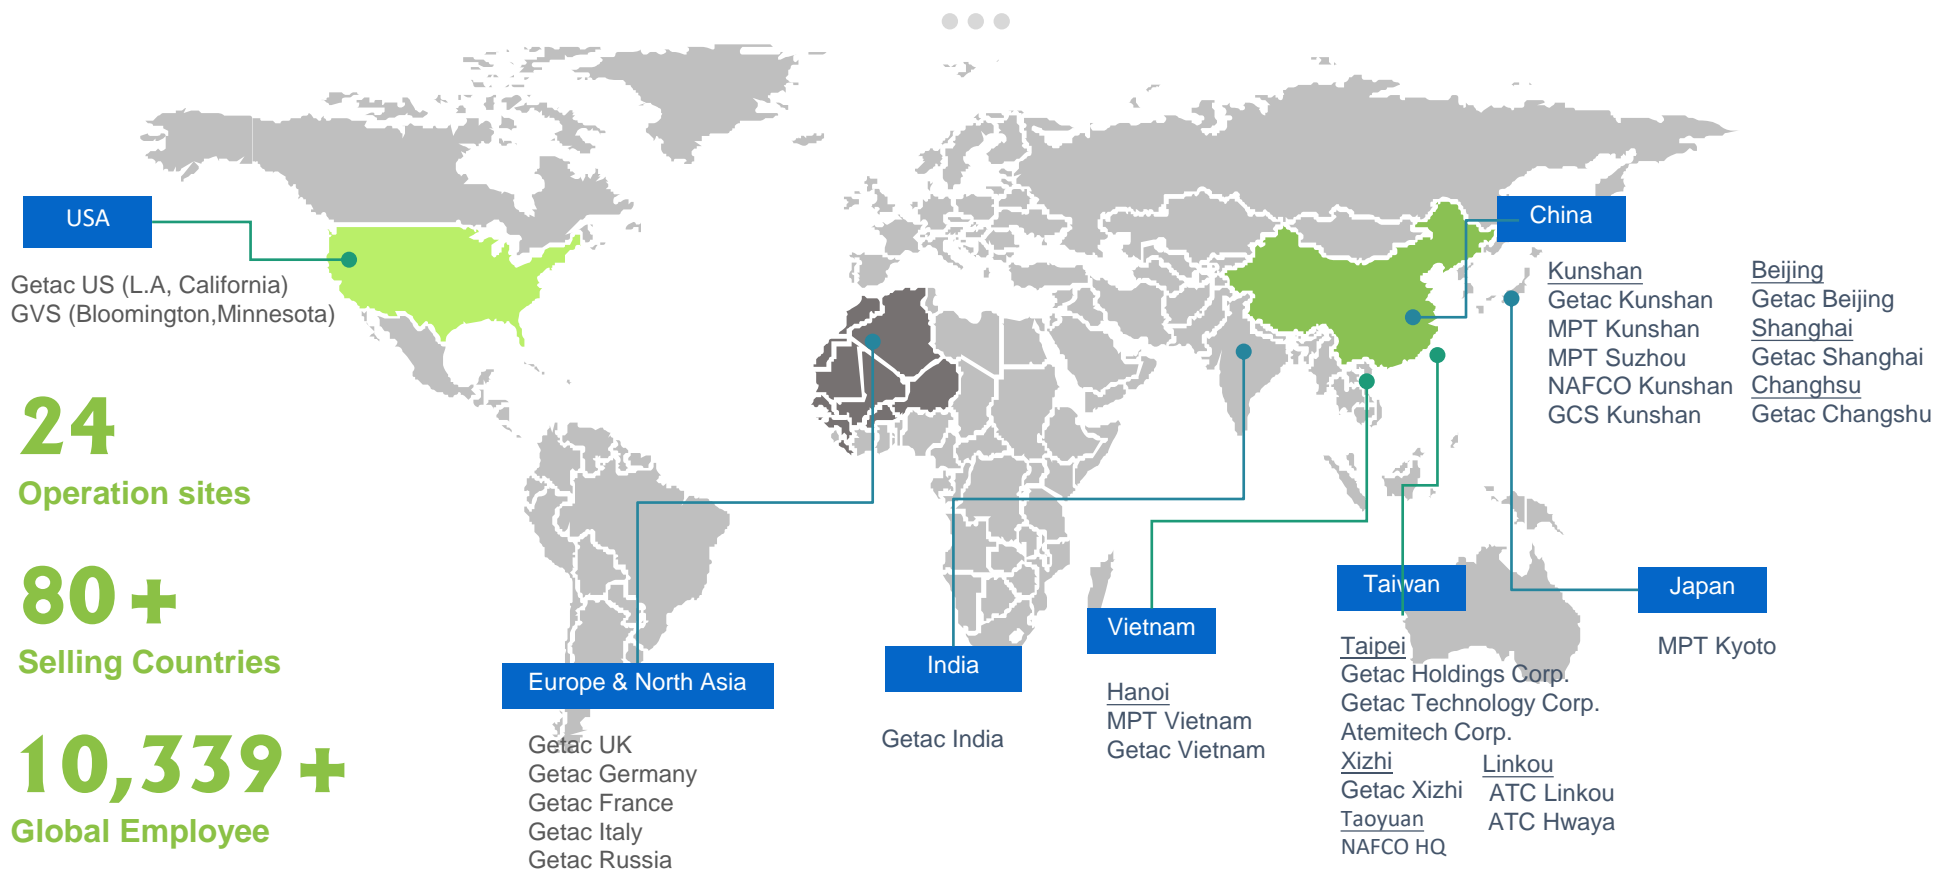 USA
Getac US (L.A, California)
GVS (Bloomington,Minnesota)
24
Operation sites
80 +
Selling Countries
10,339 +
Global Employee
Europe & North Asia
Getac UK
Getac Germany
Getac France
Getac Italy
Getac Russia
India
Getac India
Vietnam
Hanoi
MPT Vietnam
Getac Vietnam
Taiwan
Taipei
Getac Holdings Corp.
Getac Technology Corp.
Atemitech Corp.
Xizhi
Getac Xizhi
Taoyuan
NAFCO HQ
Linkou
ATC Linkou
ATC Hwaya
Japan
MPT Kyoto
China
Kunshan
Getac Kunshan
MPT Kunshan
MPT Suzhou
NAFCO Kunshan
GCS Kunshan
Beijing
Getac Beijing
Shanghai
Getac Shanghai
Changhsu
Getac Changshu